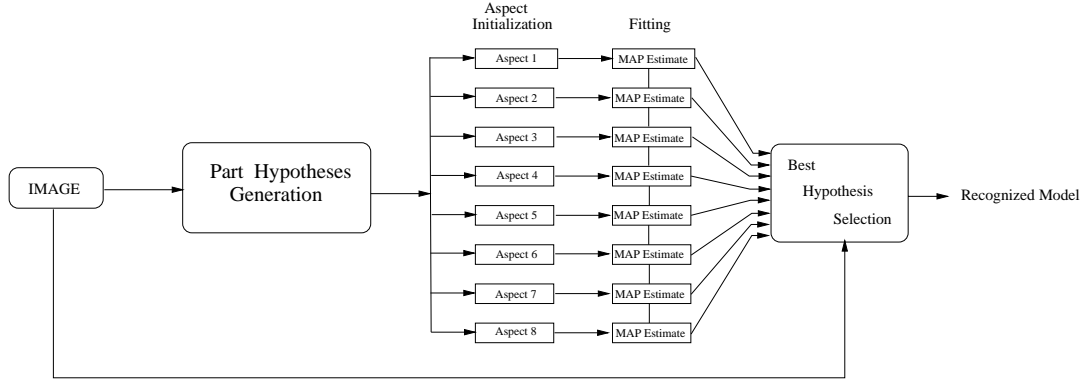 Aspect
Initialization
Fitting
IMAGE
Part Hypotheses
Generation
Aspect 1
Aspect 2
Aspect 3
Aspect 4
Aspect 5
Aspect 6
Aspect 7
Aspect 8
MAP Estimate
MAP Estimate
MAP Estimate
MAP Estimate
MAP Estimate
MAP Estimate
MAP Estimate
MAP Estimate
Best
Hypothesis
Selection
Recognized Model